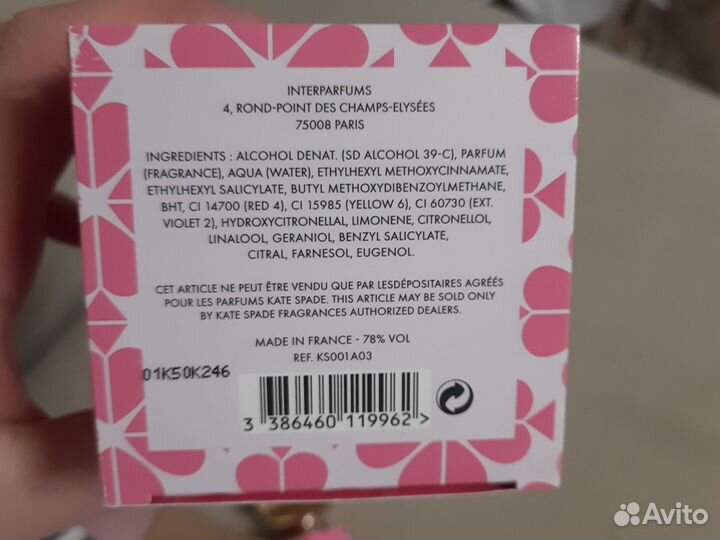 INTERPARFUMS
4, ROND-POINT DES CHAMPS-ELYSÉES
75008 PARIS
INGREDIENTS : ALCOHOL DENAT. (SD ALCOHOL 39-C), PARFUM
(FRAGRANCE), AQUA (WATER), ETHYLHEXYL METHOXYCINNAMATE,
ETHYLHEXYL SALICYLATE, BUTYL METHOXYDIBENZOYLMETHANE,
BHT, CI 14700 (RED 4), CI 15985 (YELLOW 6), CI 60730 (EXT.
VIOLET 2), HYDROXYCITRONELLAL, LIMONENE, CITRONELLOL,
LINALOOL, GERANIOL, BENZYL SALICYLATE,
CITRAL, FARNESOL, EUGENOL.
CET ARTICLE NE PEUT ÊTRE VENDU QUE PAR LESDÉPOSITAIRES AGRÉÉS
POUR LES PARFUMS KATE SPADE. THIS ARTICLE MAY BE SOLD ONLY
BY KATE SPADE FRAGRANCES AUTHORIZED DEALERS.
MADE IN FRANCE - 78% VOL
REF. KS001A03
01K50K246
3 386460 119962 >
Avito